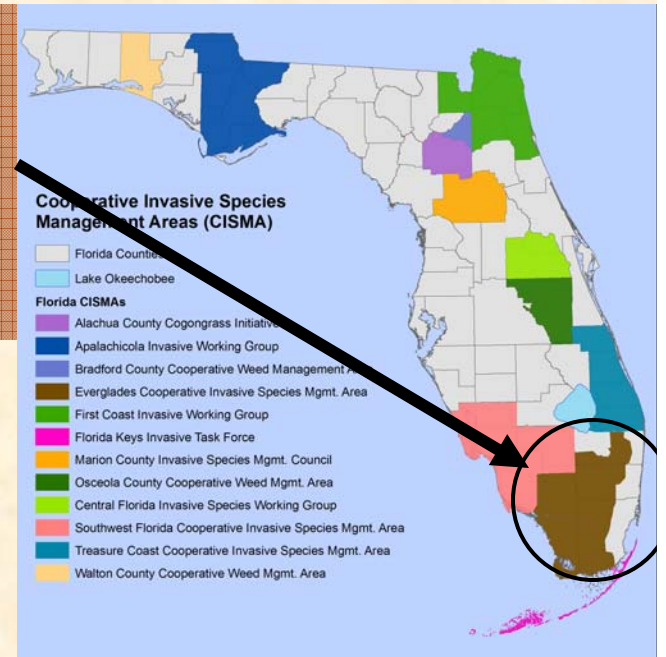 Cooperative Invasive Species
Management Areas (CISMA)
Florida Counties
Lake Okeechobee
Florida CISMAs
Alachua County Cogongrass Initiative
Apalachicola Invasive Working Group
Bradford County Cooperative Weed Management Area
Everglades Cooperative Invasive Species Mgmt. Area
First Coast Invasive Working Group
Florida Keys Invasive Task Force
Marion County Invasive Species Mgmt. Council
Osceola County Cooperative Weed Mgmt. Area
Central Florida Invasive Species Working Group
Southwest Florida Cooperative Invasive Species Mgmt. Area
Treasure Coast Cooperative Invasive Species Mgmt. Area
Walton County Cooperative Weed Mgmt. Area